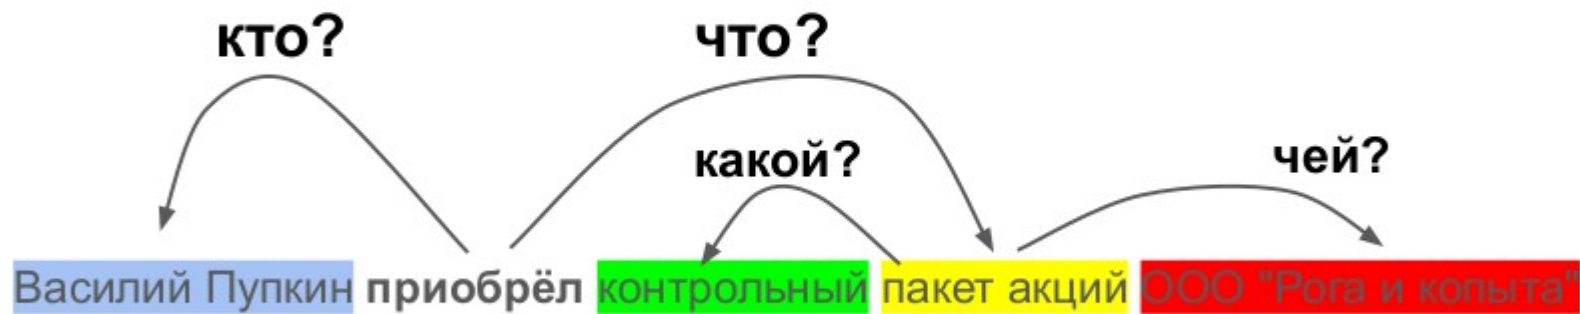 кто? что?
какой? чей?
Василий Пупкин приобрёл контрольный пакет акций ООО "Рога и копыта"